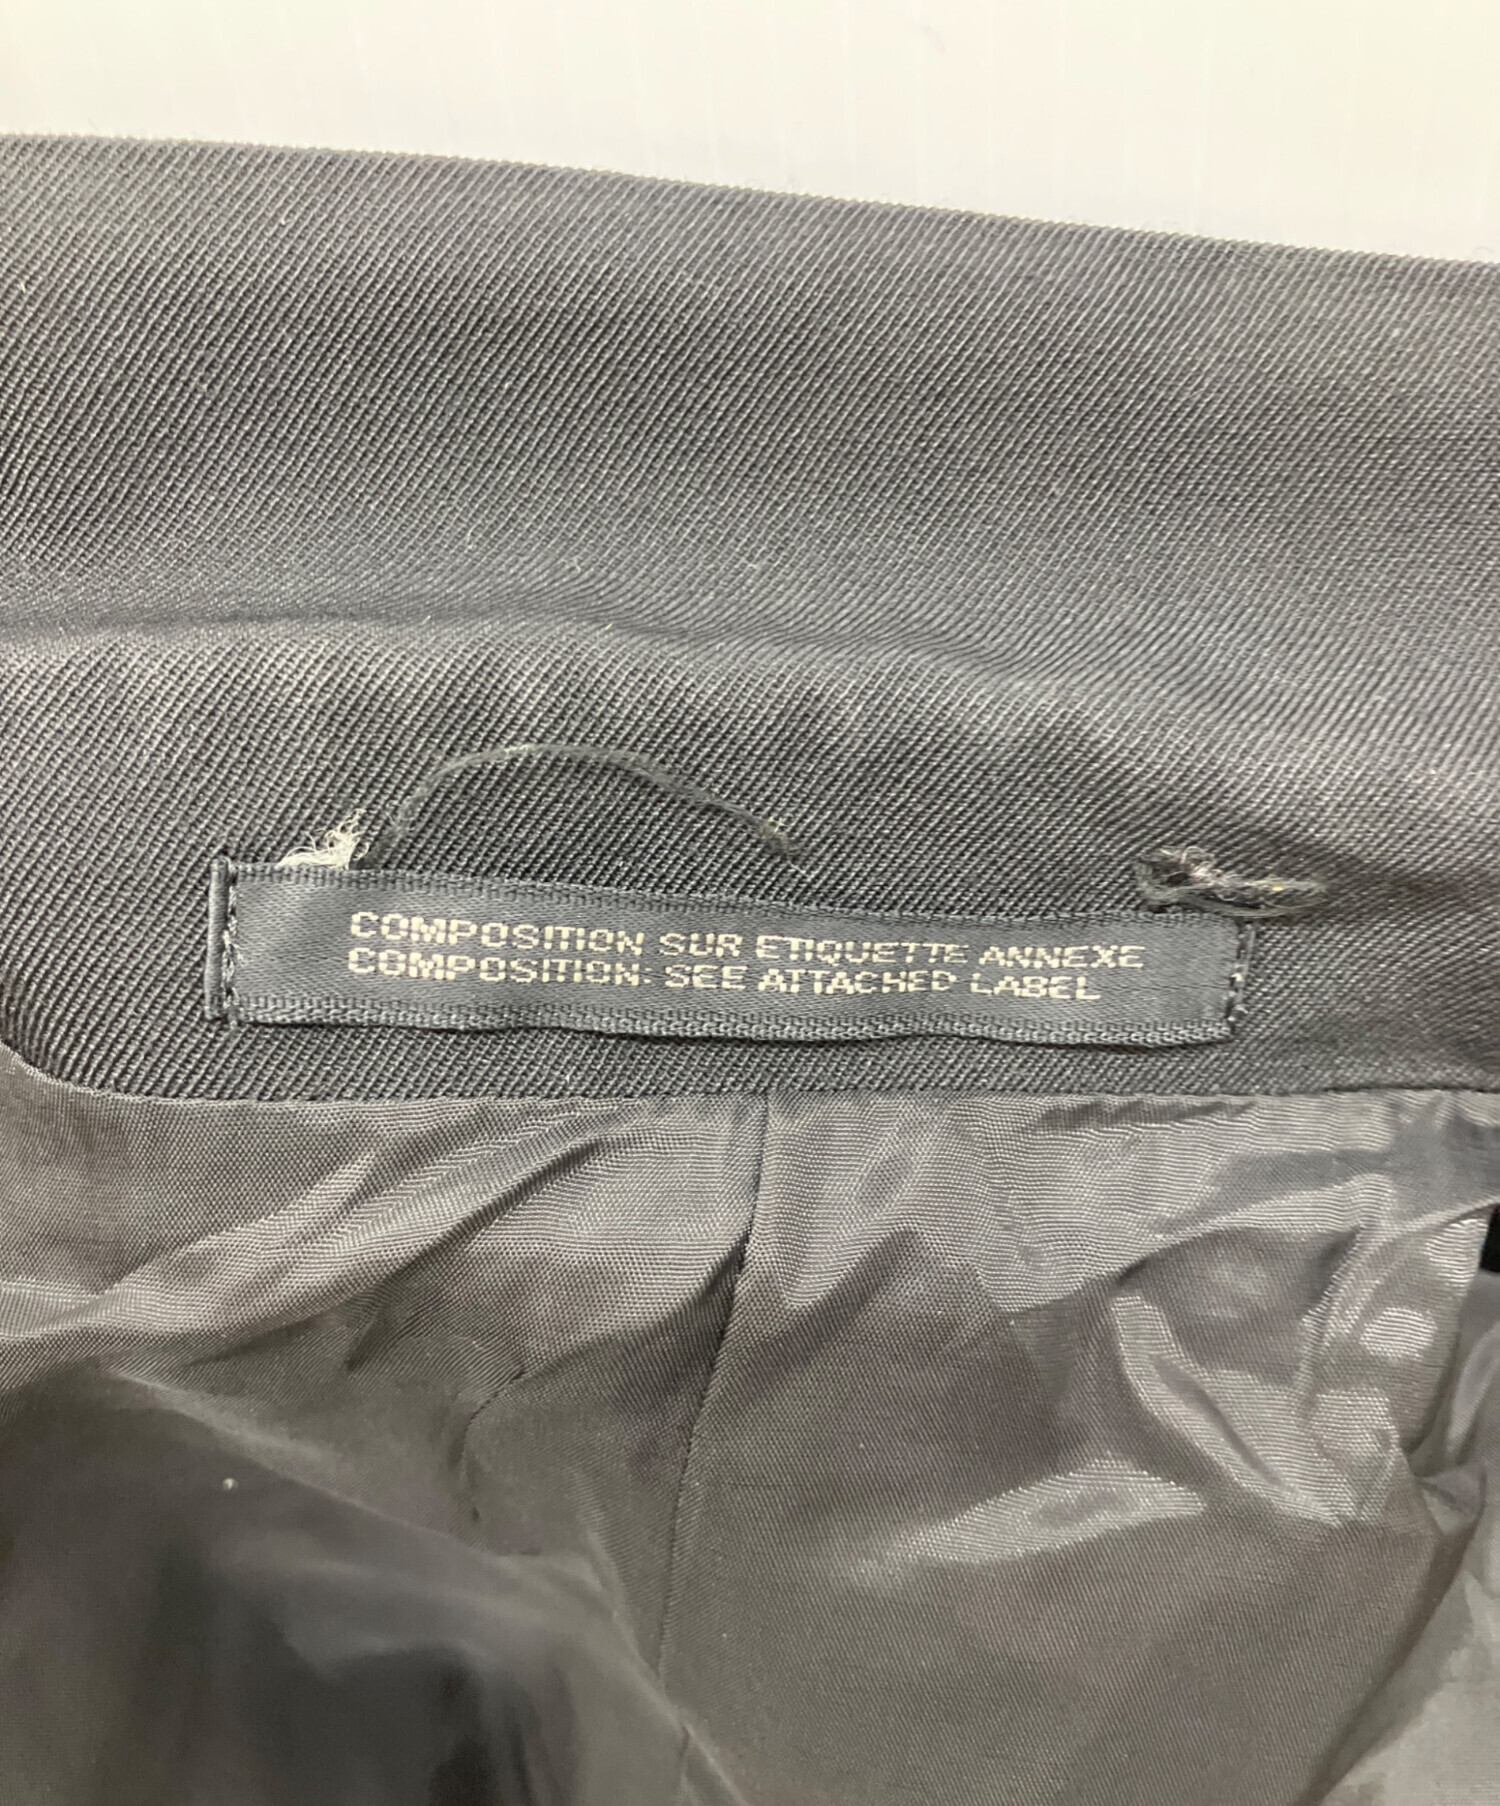 COMPOSITION SUR ETIQUETTE ANNEXE
COMPOSITION: SEE ATTACHED LABEL